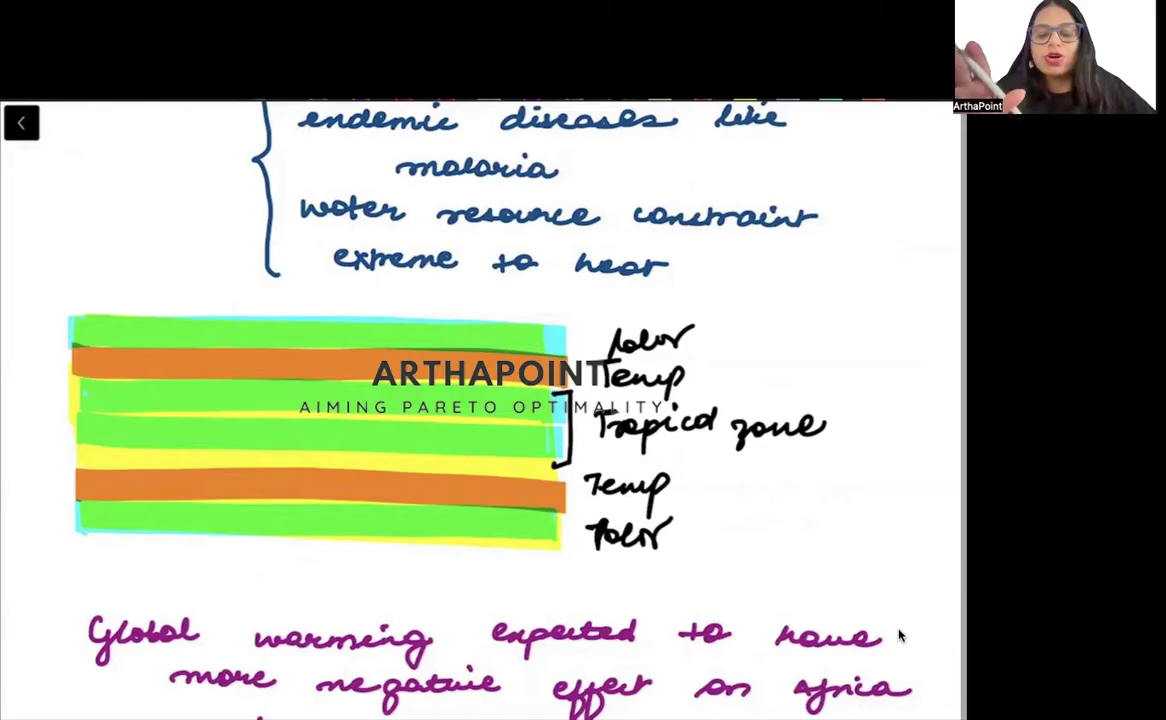 ArthaPoint
endemic diseases like
malaria
water resource constraint
extreme to heat
Polar
Temp
ARTHAPOINT
AIMING PARETO OPTIMALITY
Tropical zone
Temp
Polar
Global warming expected to have
more negative effect on Africa